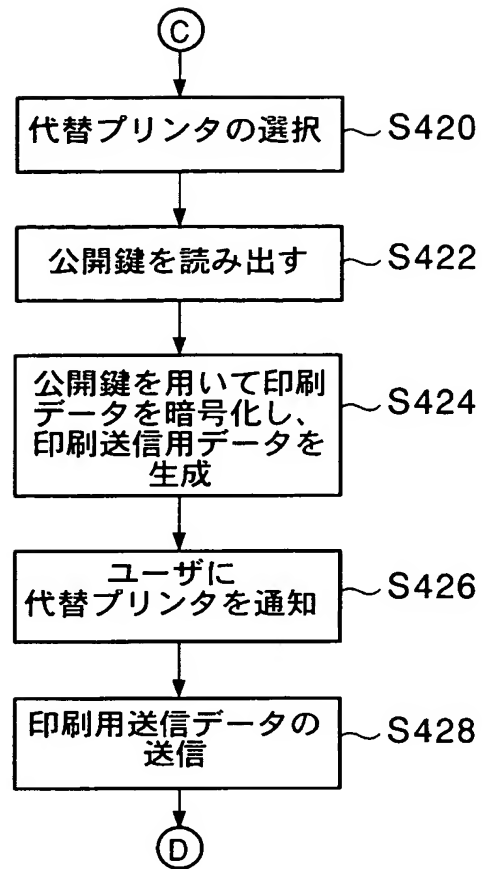 C
代替プリンタの選択
S420
公開鍵を読み出す
S422
公開鍵を用いて印刷
データを暗号化し、
印刷送信用データを
生成
S424
ユーザに
代替プリンタを通知
S426
印刷用送信データの
送信
S428
D